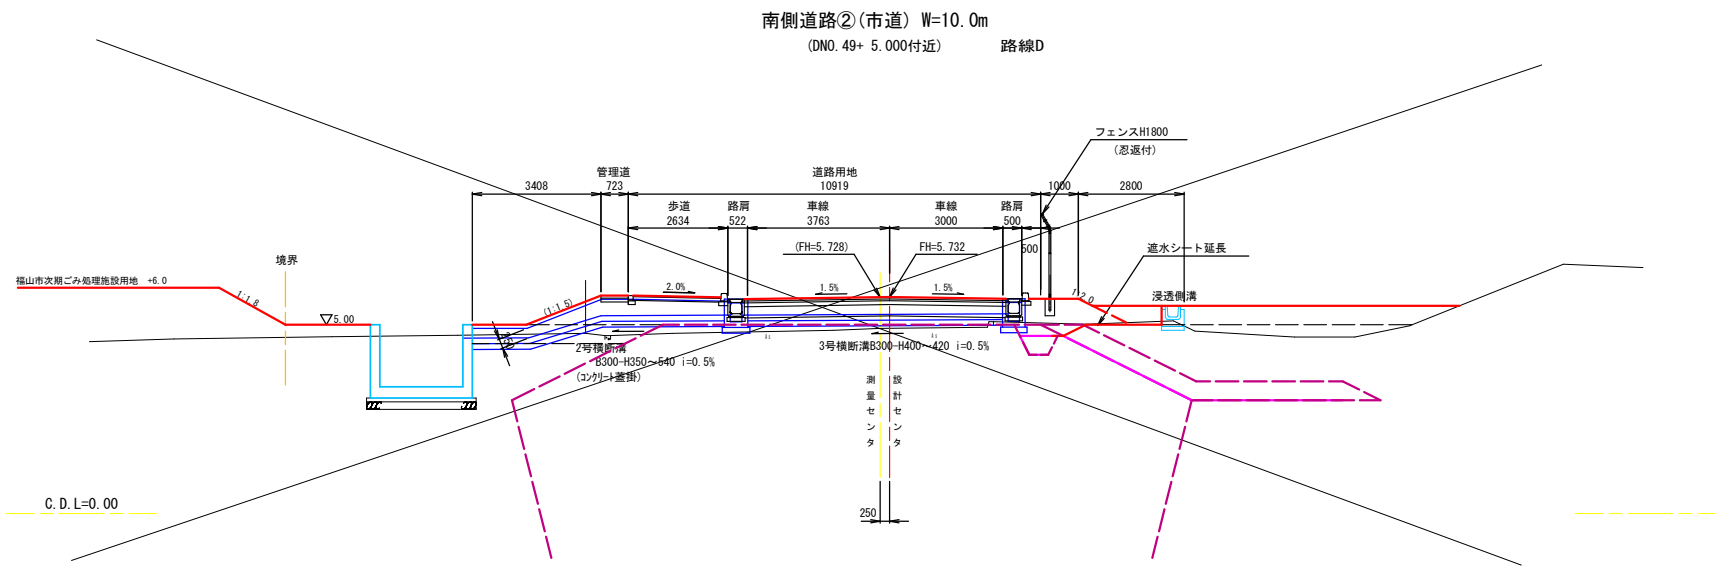 南側道路②(市道) W=10.0m
(DNO.49+ 5.000付近)
路線D
フェンスH1800
(忍返付)
管理道
道路用地
3408
723
10919
1000
2800
歩道
路肩
車線
車線
路肩
2634
522
3763
3000
500
500
(FH=5.728)
FH=5.732
遮水シート延長
境界
福山市次期ごみ処理施設用地 +6.0
1:1.8
(1:1.5)
2.0%
1.5%
1.5%
1:2.0
浸透側溝
5.00
2号横断溝
B300-H350～540 i=0.5%
(コンクリート蓋掛)
3号横断溝B300-H400～420 i=0.5%
測量センタ
設計センタ
C.D.L=0.00
250